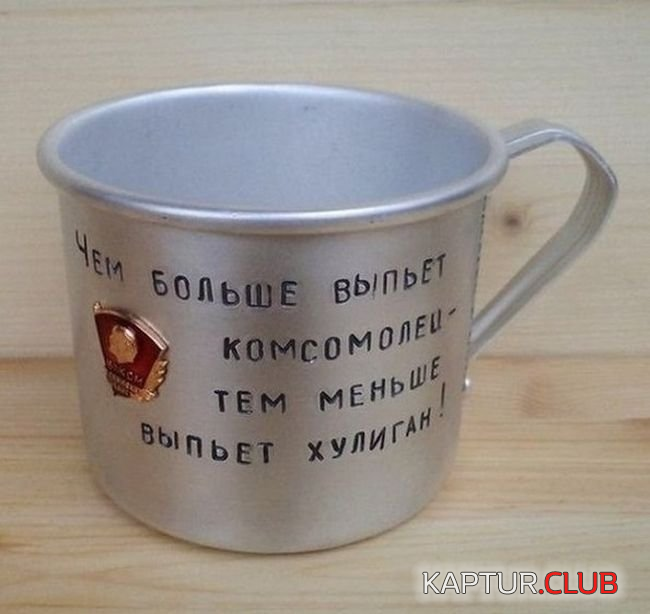 Чем больше выпьет
комсомолец -
тем меньше
выпьет хулиган!
KAPTUR.CLUB